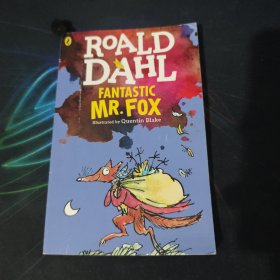 ROALD
DAHL
FANTASTIC
MR. FOX
Illustrated by Quentin Blake